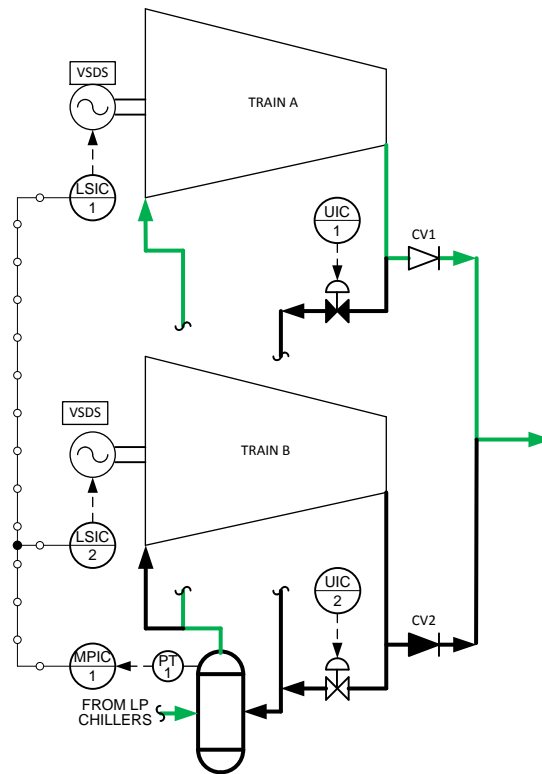 VSDS
TRAIN A
LSIC
1
UIC
1
CV1
VSDS
TRAIN B
LSIC
2
UIC
2
CV2
MPIC
1
PT
1
FROM LP
CHILLERS